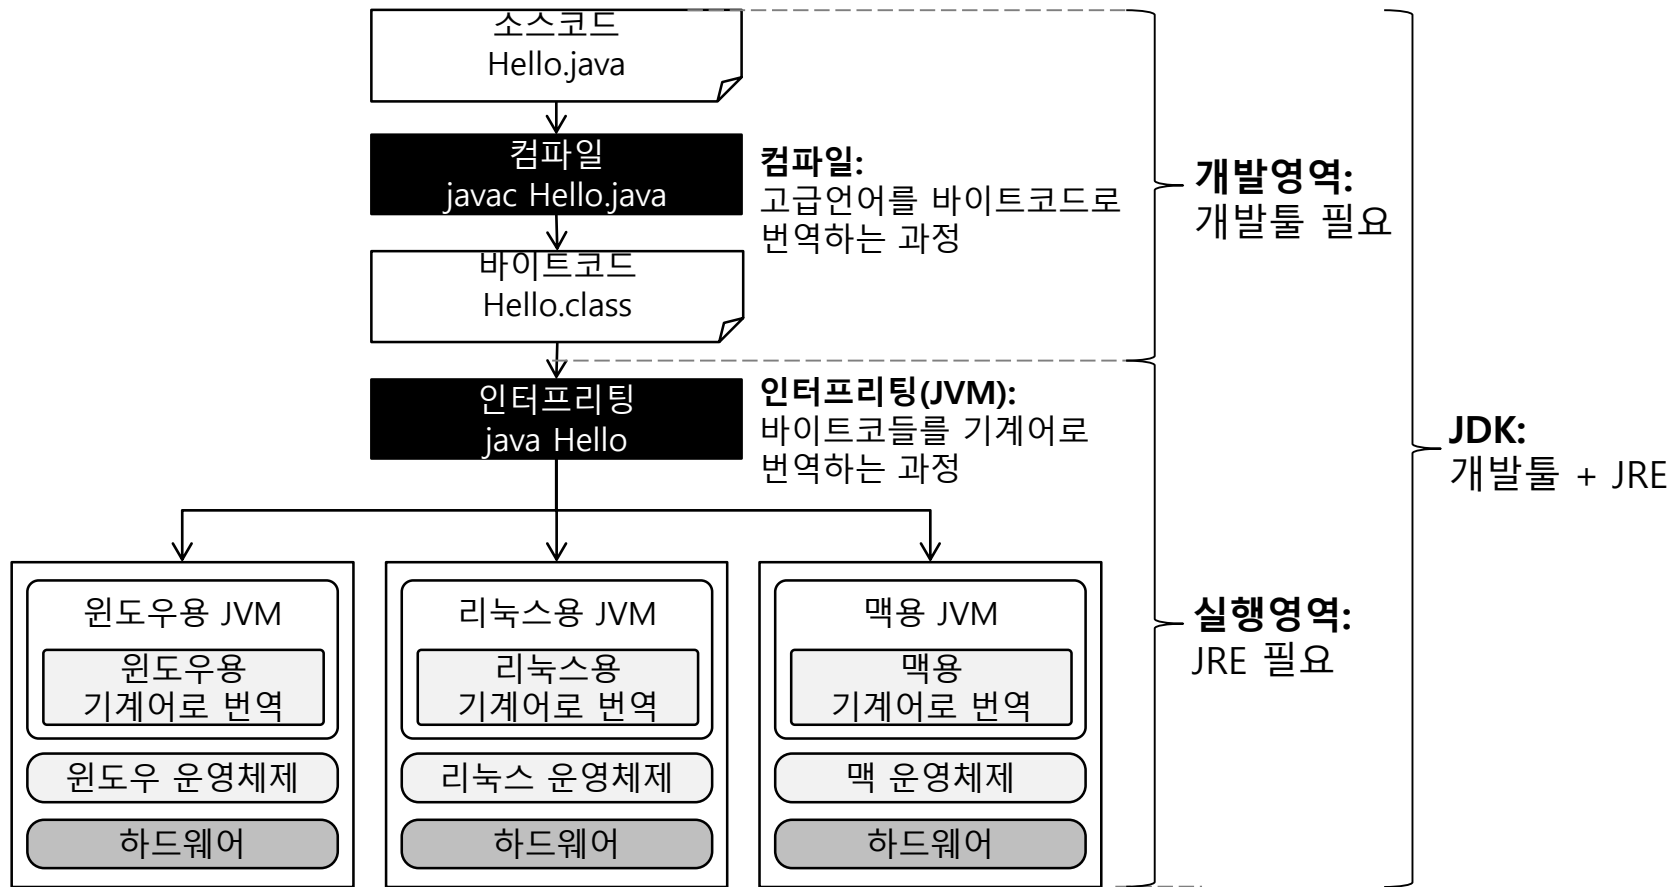 소스코드
Hello.java
컴파일
javac Hello.java
컴파일:
고급언어를 바이트코드로
번역하는 과정
개발영역:
개발툴 필요
바이트코드
Hello.class
인터프리팅
java Hello
인터프리팅(JVM):
바이트코들를 기계어로
번역하는 과정
JDK:
개발툴 + JRE
윈도우용 JVM
윈도우용
기계어로 번역
윈도우 운영체제
하드웨어
리눅스용 JVM
리눅스용
기계어로 번역
리눅스 운영체제
하드웨어
맥용 JVM
맥용
기계어로 번역
맥 운영체제
하드웨어
실행영역:
JRE 필요